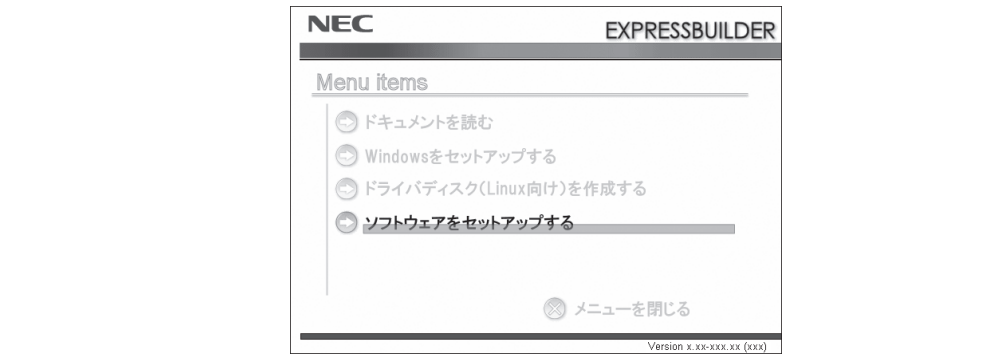 NEC
EXPRESSBUILDER
Menu items
ドキュメントを読む
Windowsをセットアップする
ドライバディスク(Linux向け)を作成する
ソフトウェアをセットアップする
メニューを閉じる
Version x.xx-xxx.xx (xxx)